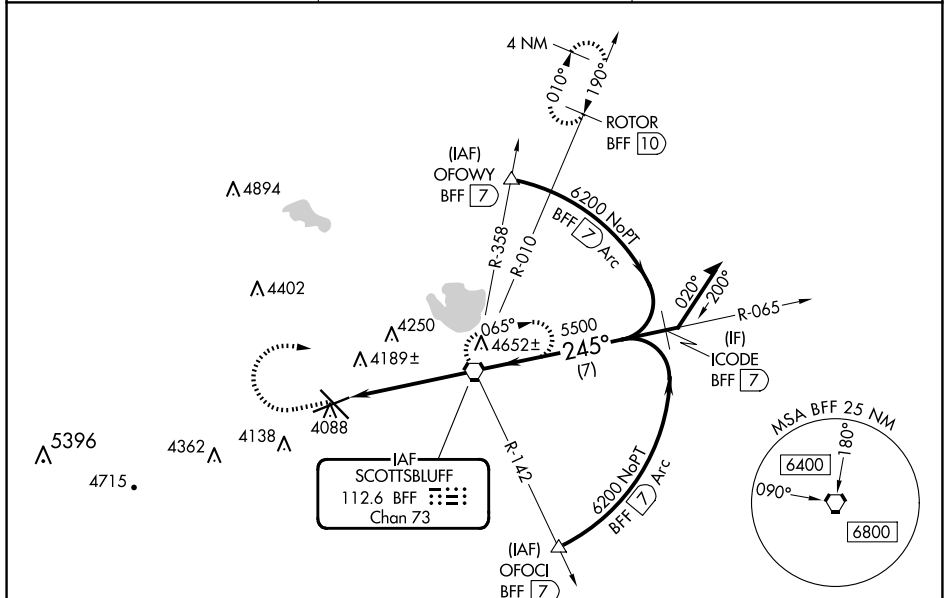 4 NM
010°
190°
ROTOR
BFF 10
(IAF)
OFOWY
BFF 7
4894
6200 NoPT
BFF 7 Arc
R-358
R-010
4402
020°
200°
R-065
4250
065°
4652±
5500
245°
(7)
(IF)
ICODE
BFF 7
4189±
4088
4138
4362
5396
4715
R-142
IAF
SCOTTSBLUFF
112.6 BFF
Chan 73
6200 NoPT
BFF 7 Arc
(IAF)
OFOCI
BFF 7
MSA BFF 25 NM
180°
6400
090°
6800